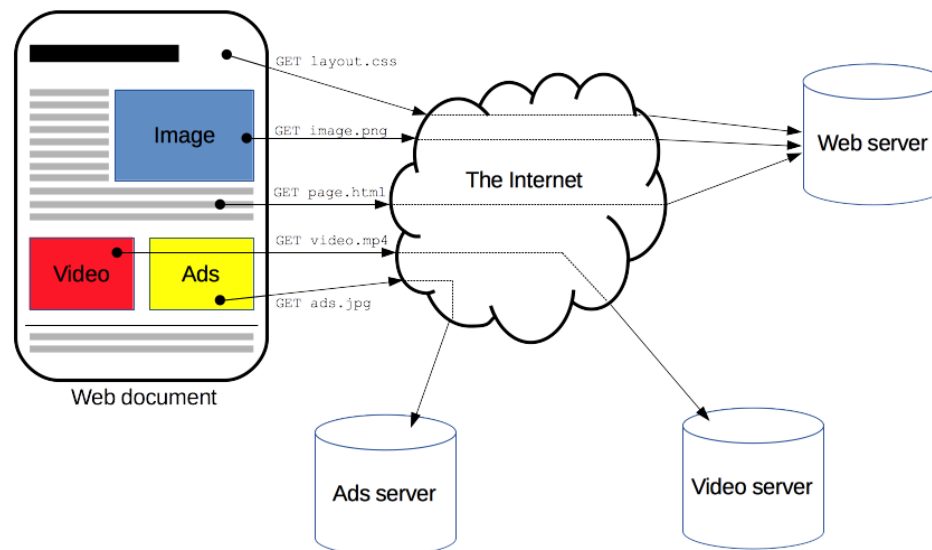 GET layout.css
Image
GET image.png
Web server
The Internet
GET page.html
GET video.mp4
Video
Ads
GET ads.jpg
Web document
Ads server
Video server